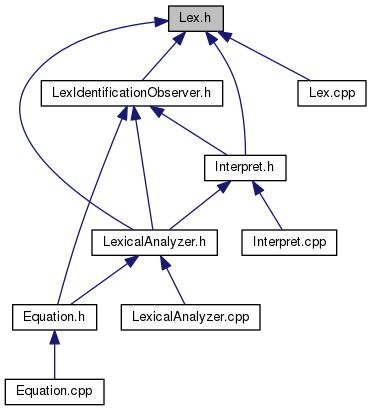 Lex.h
LexIdentificationObserver.h
Lex.cpp
Interpret.h
LexicalAnalyzer.h
Interpret.cpp
Equation.h
LexicalAnalyzer.cpp
Equation.cpp